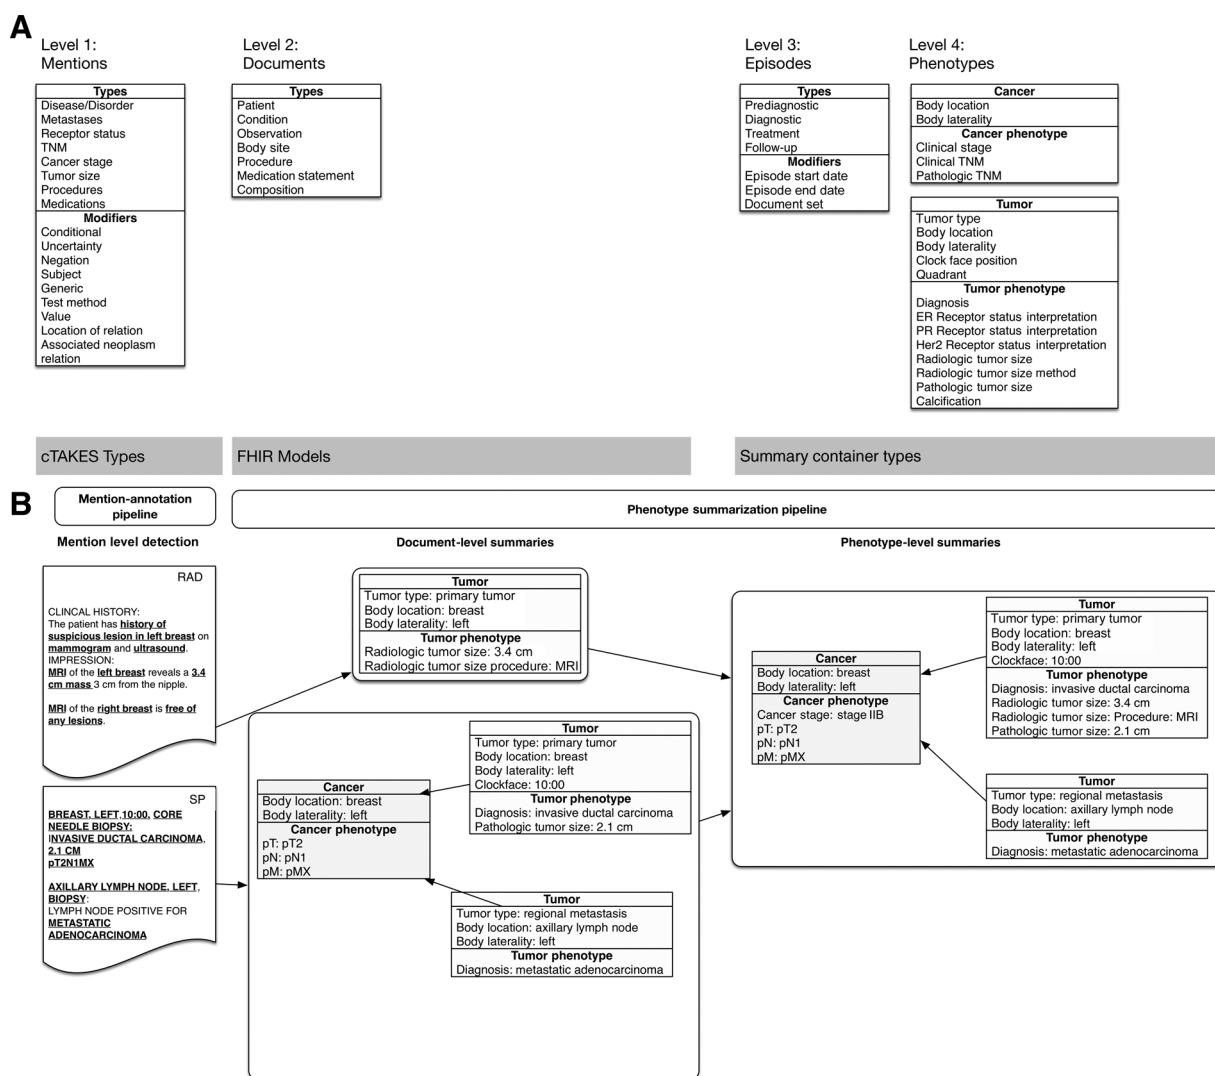 A
Level 1:
Mentions
Types
Disease/Disorder
Metastases
Receptor status
TNM
Cancer stage
Tumor size
Procedures
Medications
Modifiers
Conditional
Uncertainty
Negation
Subject
Generic
Test method
Value
Location of relation
Associated neoplasm
relation
Level 2:
Documents
Types
Patient
Condition
Observation
Body site
Procedure
Medication statement
Composition
Level 3:
Episodes
Types
Prediagnostic
Diagnostic
Treatment
Follow-up
Modifiers
Episode start date
Episode end date
Document set
Level 4:
Phenotypes
Cancer
Body location
Body laterality
Cancer phenotype
Clinical stage
Clinical TNM
Pathologic TNM
Tumor
Tumor type
Body location
Body laterality
Clock face position
Quadrant
Tumor phenotype
Diagnosis
ER Receptor status interpretation
PR Receptor status interpretation
Her2 Receptor status interpretation
Radiologic tumor size
Radiologic tumor size method
Pathologic tumor size
Calcification
cTAKES Types
FHIR Models
Summary container types
B
Mention-annotation
pipeline
Phenotype summarization pipeline
Mention level detection
Document-level summaries
Phenotype-level summaries
RAD
CLINCAL HISTORY:
The patient has history of
suspicious lesion in left breast on
mammogram and ultrasound.
IMPRESSION:
MRI of the left breast reveals a 3.4
cm mass 3 cm from the nipple.
MRI of the right breast is free of
any lesions.
SP
BREAST, LEFT,10:00, CORE
NEEDLE BIOPSY:
INVASIVE DUCTAL CARCINOMA,
2.1 CM
pT2N1MX
AXILLARY LYMPH NODE, LEFT,
BIOPSY:
LYMPH NODE POSITIVE FOR
METASTATIC
ADENOCARCINOMA
Tumor
Tumor type: primary tumor
Body location: breast
Body laterality: left
Tumor phenotype
Radiologic tumor size: 3.4 cm
Radiologic tumor size procedure: MRI
Cancer
Body location: breast
Body laterality: left
Cancer phenotype
pT: pT2
pN: pN1
pM: pMX
Tumor
Tumor type: primary tumor
Body location: breast
Body laterality: left
Clockface: 10:00
Tumor phenotype
Diagnosis: invasive ductal carcinoma
Pathologic tumor size: 2.1 cm
Tumor
Tumor type: regional metastasis
Body location: axillary lymph node
Body laterality: left
Tumor phenotype
Diagnosis: metastatic adenocarcinoma
Cancer
Body location: breast
Body laterality: left
Cancer phenotype
Cancer stage: stage IIB
pT: pT2
pN: pN1
pM: pMX
Tumor
Tumor type: primary tumor
Body location: breast
Body laterality: left
Clockface: 10:00
Tumor phenotype
Diagnosis: invasive ductal carcinoma
Radiologic tumor size: 3.4 cm
Radiologic tumor size: Procedure: MRI
Pathologic tumor size: 2.1 cm
Tumor
Tumor type: regional metastasis
Body location: axillary lymph node
Body laterality: left
Tumor phenotype
Diagnosis: metastatic adenocarcinoma